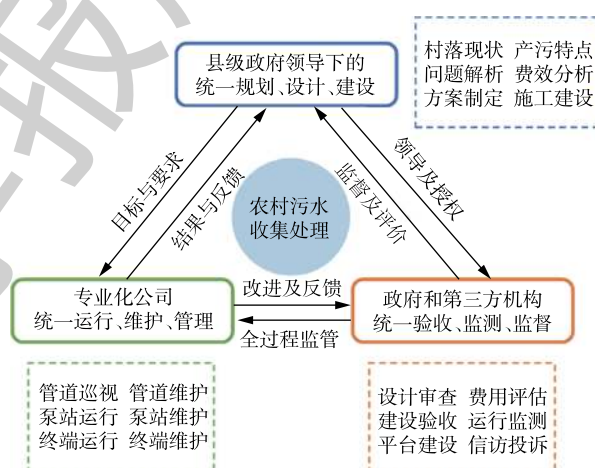 县级政府领导下的
统一规划、设计、建设
村落现状 产污特点
问题解析 费效分析
方案制定 施工建设
目标与要求
结果与反馈
监督及评价
领导及授权
农村污水
收集处理
专业化公司
统一运行、维护、管理
改进及反馈
全过程监管
政府和第三方机构
统一验收、监测、监督
管道巡视 管道维护
泵站运行 泵站维护
终端运行 终端维护
设计审查 费用评估
建设验收 运行监测
平台建设 信访投诉